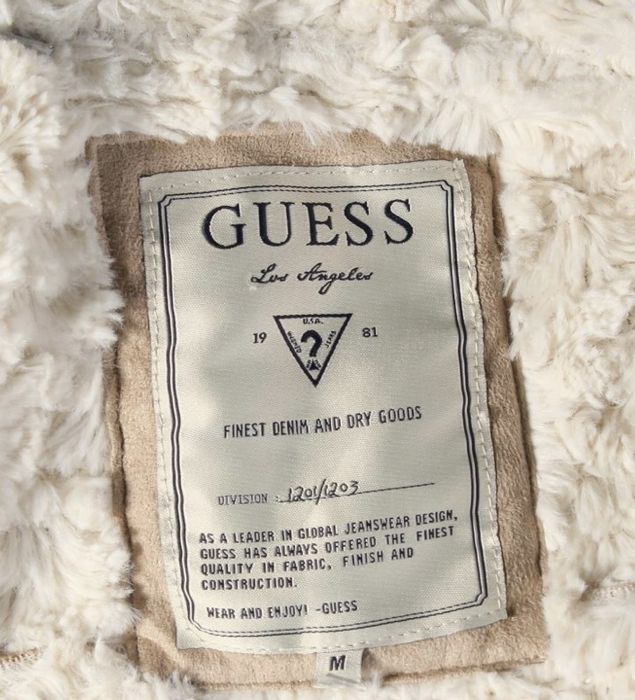 GUESS
Los Angeles
U.S.A.
19 ? 81
WASHED JEANS
FINEST DENIM AND DRY GOODS
DIVISION : 1201/1203
AS A LEADER IN GLOBAL JEANSWEAR DESIGN,
GUESS HAS ALWAYS OFFERED THE FINEST
QUALITY IN FABRIC, FINISH AND
CONSTRUCTION.
WEAR AND ENJOY! -GUESS
M